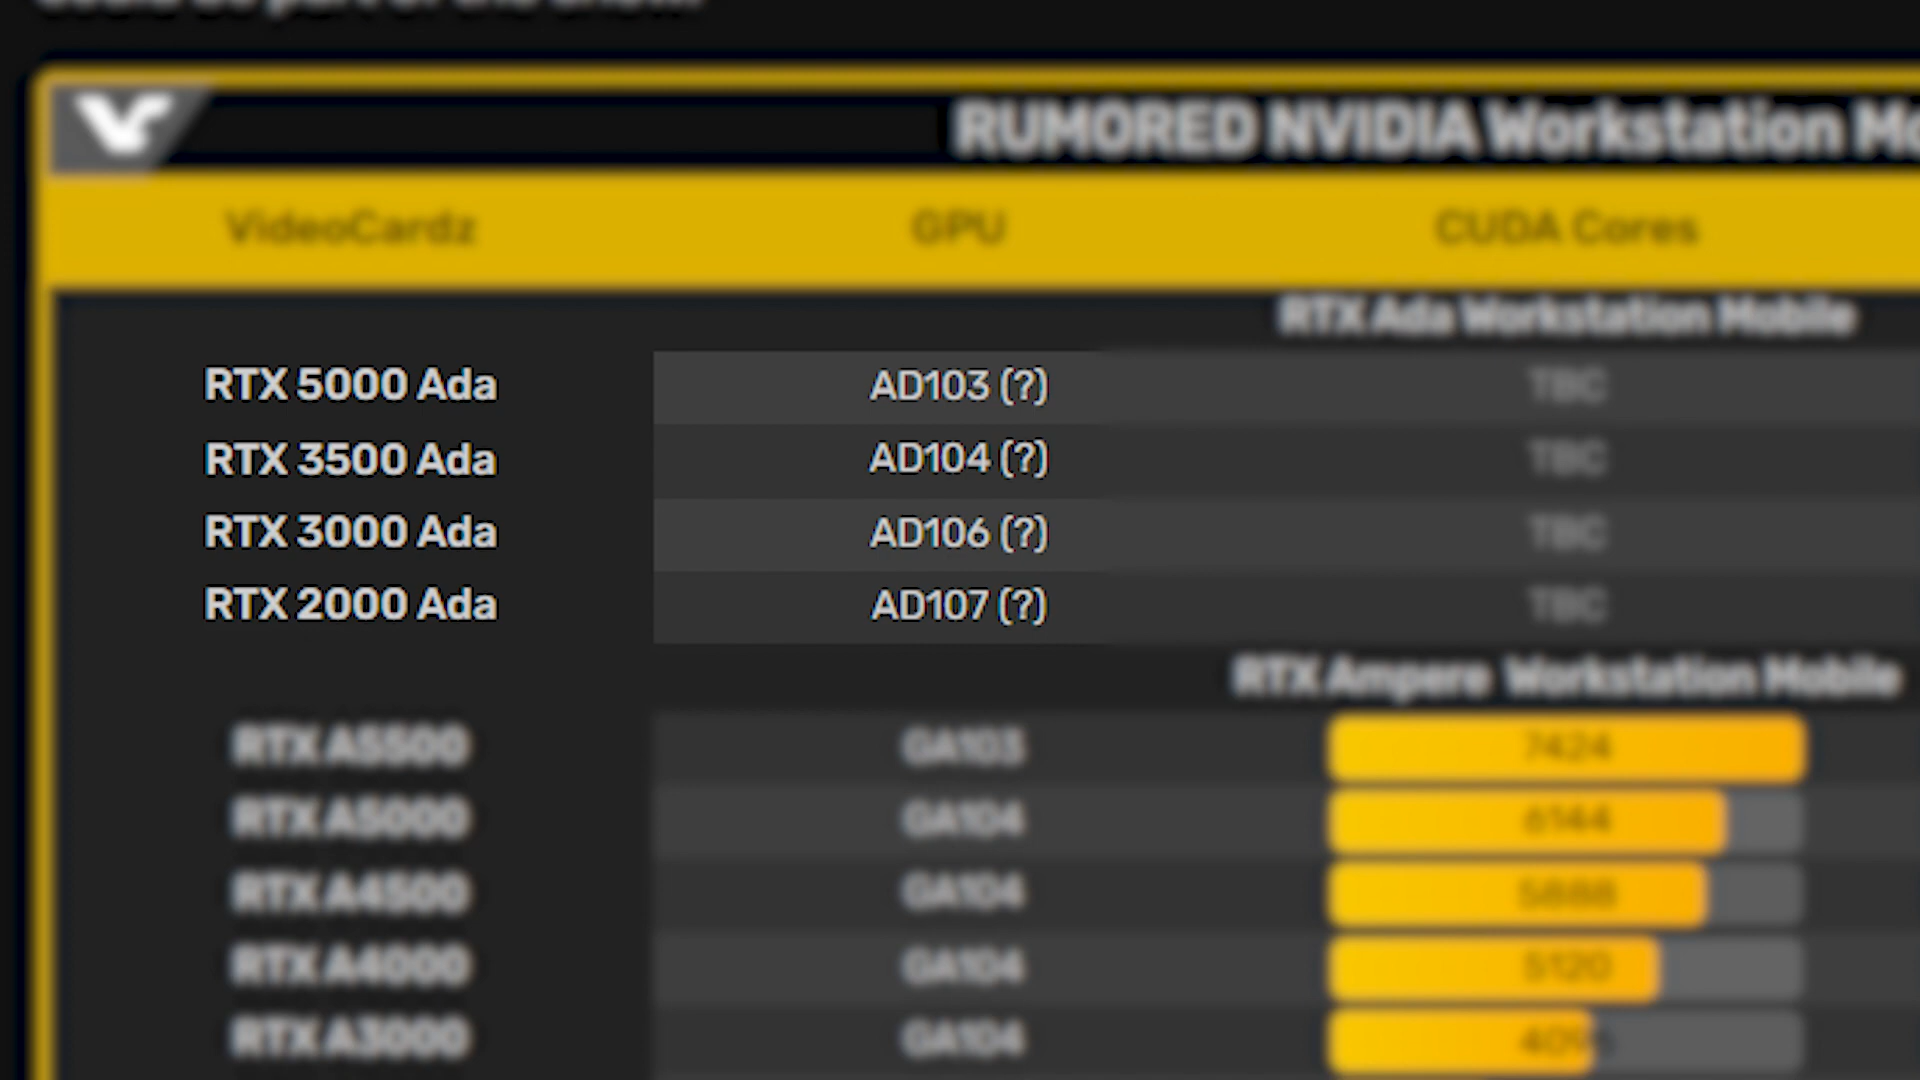 RUMORED NVIDIA Workstation Mo
VideoCardz GPU CUDA Cores
RTX Ada Workstation Mobile
RTX 5000 Ada AD103 (?) TBC
RTX 3500 Ada AD104 (?) TBC
RTX 3000 Ada AD106 (?) TBC
RTX 2000 Ada AD107 (?) TBC
RTX Ampere Workstation Mobile
RTX A5500 GA103 7424
RTX A5000 GA104 6144
RTX A4500 GA104 5888
RTX A4000 GA104 5120
RTX A3000 GA104 4096